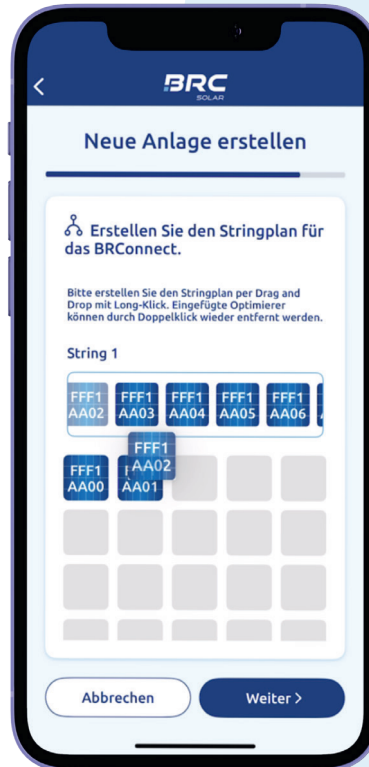 BRC
SOLAR
Neue Anlage erstellen
Erstellen Sie den Stringplan für
das BRConnect.
Bitte erstellen Sie den Stringplan per Drag and
Drop mit Long-Klick. Eingefügte Optimierer
können durch Doppelklick wieder entfernt werden.
String 1
FFF1 FFF1 FFF1 FFF1 FFF1
AA02 AA03 AA04 AA05 AA06
FFF1
AA02
FFF1
AA00 AA01
Abbrechen Weiter >